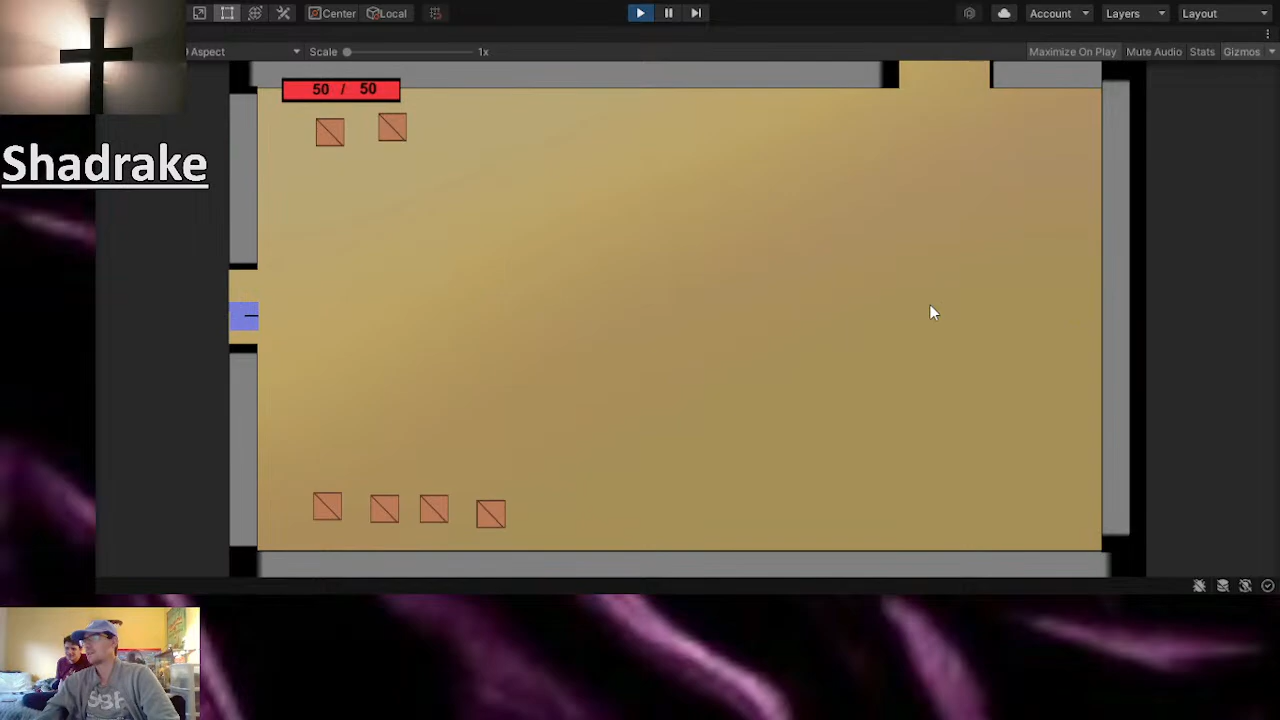 Center
Local
Account
Layers
Layout
Aspect
Scale
1x
Maximize On Play
Mute Audio
Stats
Gizmos
50 / 50
Shadrake